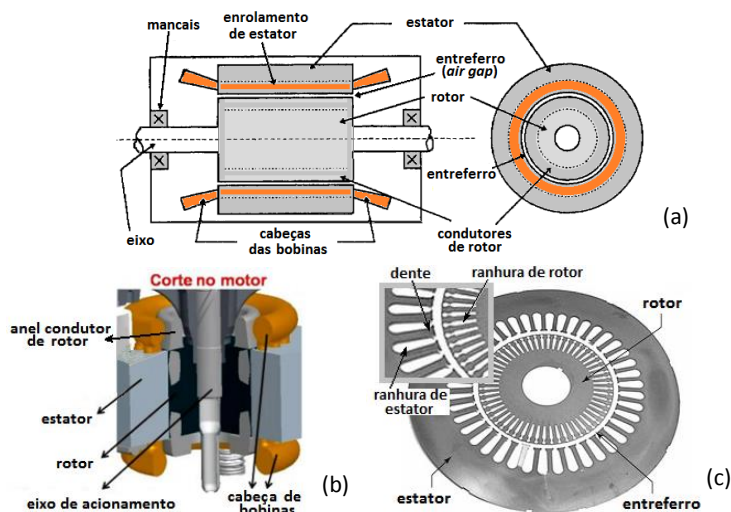 mancais
enrolamento
de estator
estator
entreferro
(air gap)
rotor
entreferro
condutores
de rotor
cabeças
das bobinas
eixo
(a)
Corte no motor
anel condutor
de rotor
estator
rotor
eixo de acionamento
cabeça de
bobinas
(b)
dente
ranhura de rotor
rotor
ranhura
de estator
estator
entreferro
(c)